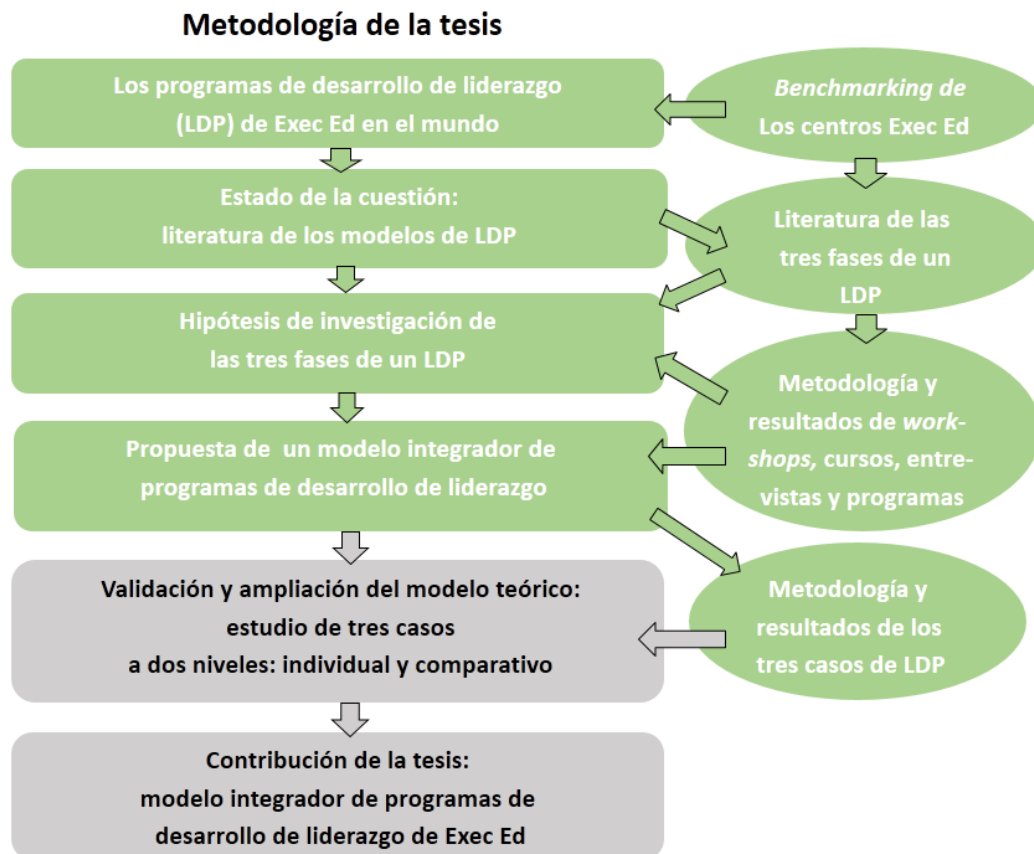 Metodología de la tesis
Los programas de desarrollo de liderazgo
(LDP) de Exec Ed en el mundo
Benchmarking de
Los centros Exec Ed
Estado de la cuestión:
literatura de los modelos de LDP
Literatura de las
tres fases de un
LDP
Hipótesis de investigación de
las tres fases de un LDP
Metodología y
resultados de work-
shops, cursos, entre-
vistas y programas
Propuesta de un modelo integrador de
programas de desarrollo de liderazgo
Validación y ampliación del modelo teórico:
estudio de tres casos
a dos niveles: individual y comparativo
Metodología y
resultados de los
tres casos de LDP
Contribución de la tesis:
modelo integrador de programas de
desarrollo de liderazgo de Exec Ed